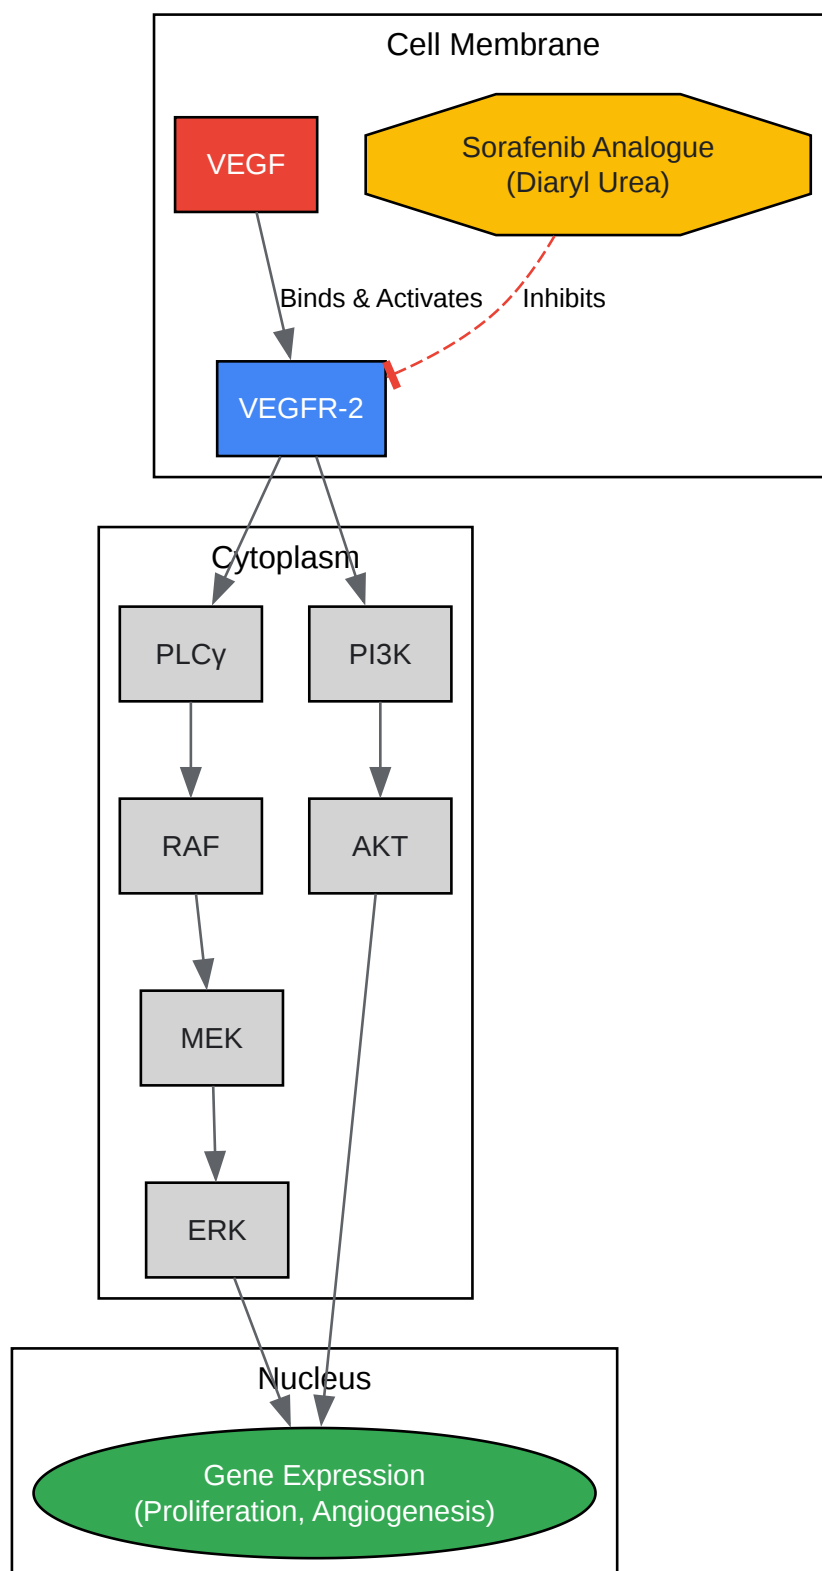 Cell Membrane
VEGF
Sorafenib Analogue
(Diaryl Urea)
Binds & Activates
Inhibits
VEGFR-2
Cytoplasm
PLCγ
PI3K
RAF
AKT
MEK
ERK
Nucleus
Gene Expression
(Proliferation, Angiogenesis)